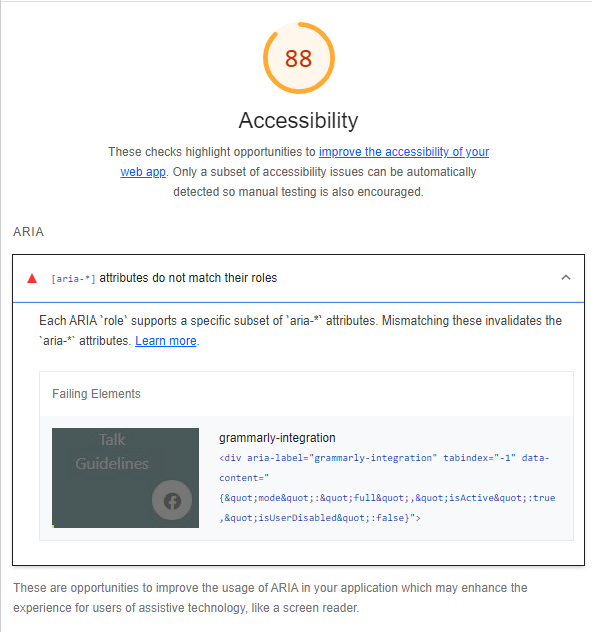 88
Accessibility
These checks highlight opportunities to improve the accessibility of your
web app. Only a subset of accessibility issues can be automatically
detected so manual testing is also encouraged.
ARIA
[aria-*] attributes do not match their roles
Each ARIA `role` supports a specific subset of `aria-*` attributes. Mismatching these invalidates the
`aria-*` attributes. Learn more.
Failing Elements
Talk
Guidelines
grammarly-integration
<div aria-label="grammarly-integration" tabindex="-1" data-
content="
{&quot;mode&quot;:&quot;full&quot;,&quot;isActive&quot;:true
,&quot;isUserDisabled&quot;:false}">
These are opportunities to improve the usage of ARIA in your application which may enhance the
experience for users of assistive technology, like a screen reader.